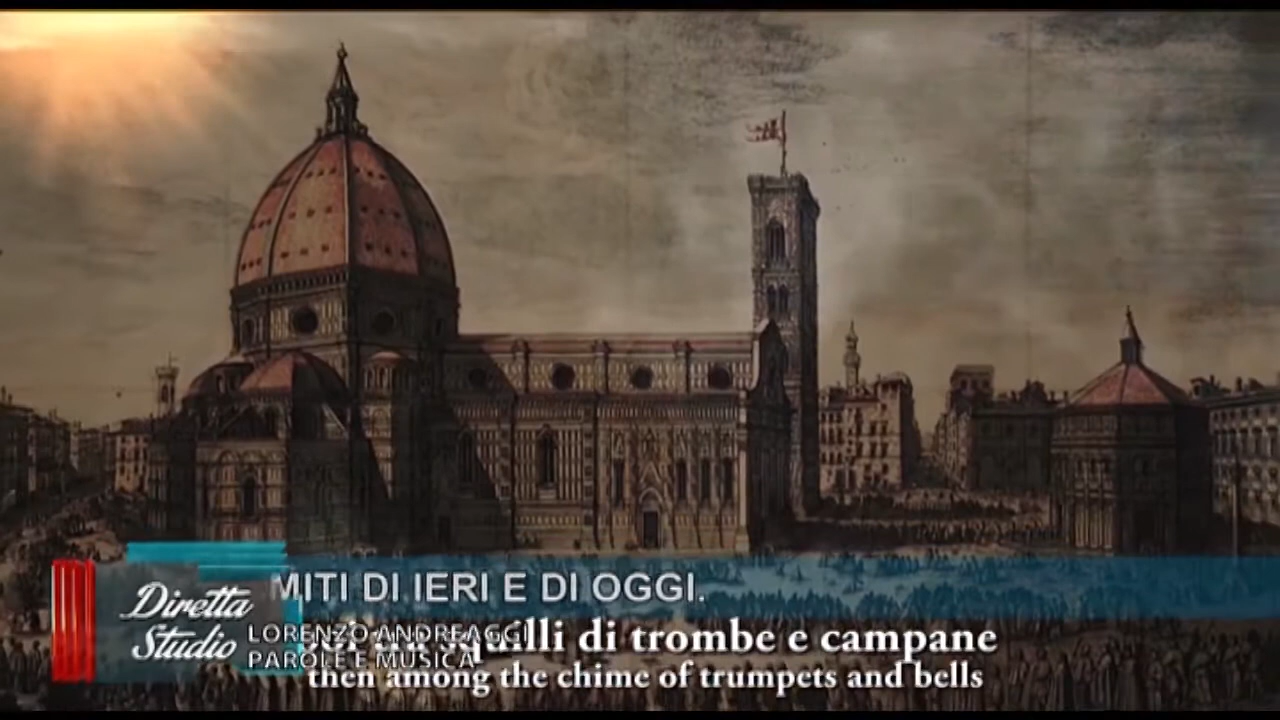 MITI DI IERI E DI OGGI.
Diretta
Studio
LORENZO ANDREAGGI
PAROLE E MUSICA
squilli di trombe e campane
then among the chime of trumpets and bells